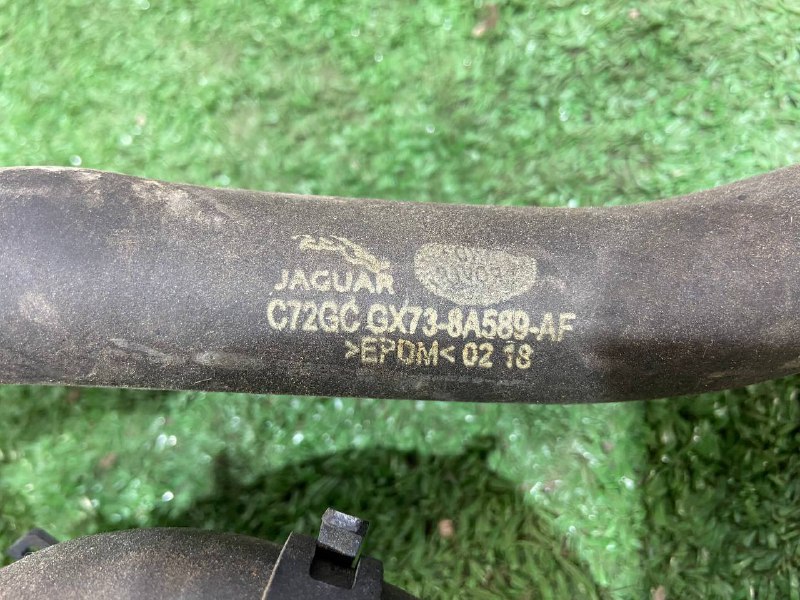 JAGUAR
C72GC GX73-8A589-AF
>EPDM< 02 18